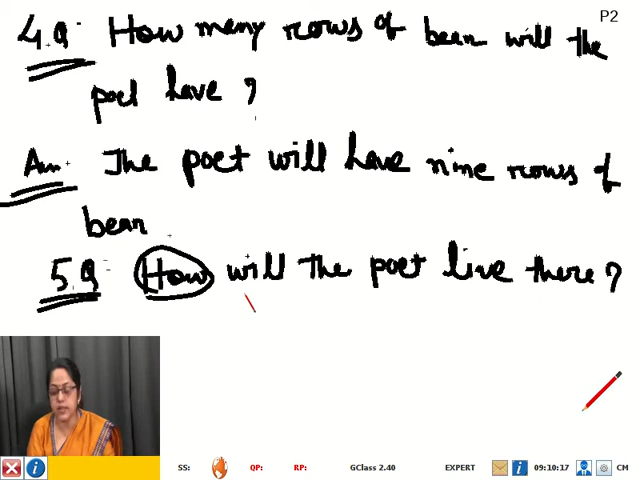 P2
4.Q. How many rows of bean will the
poet have ?
Ans The poet will have nine rows of
bean
5.Q. How will the poet live there ?
SS: QP: RP: GClass 2.40 EXPERT 09:10:17 CM